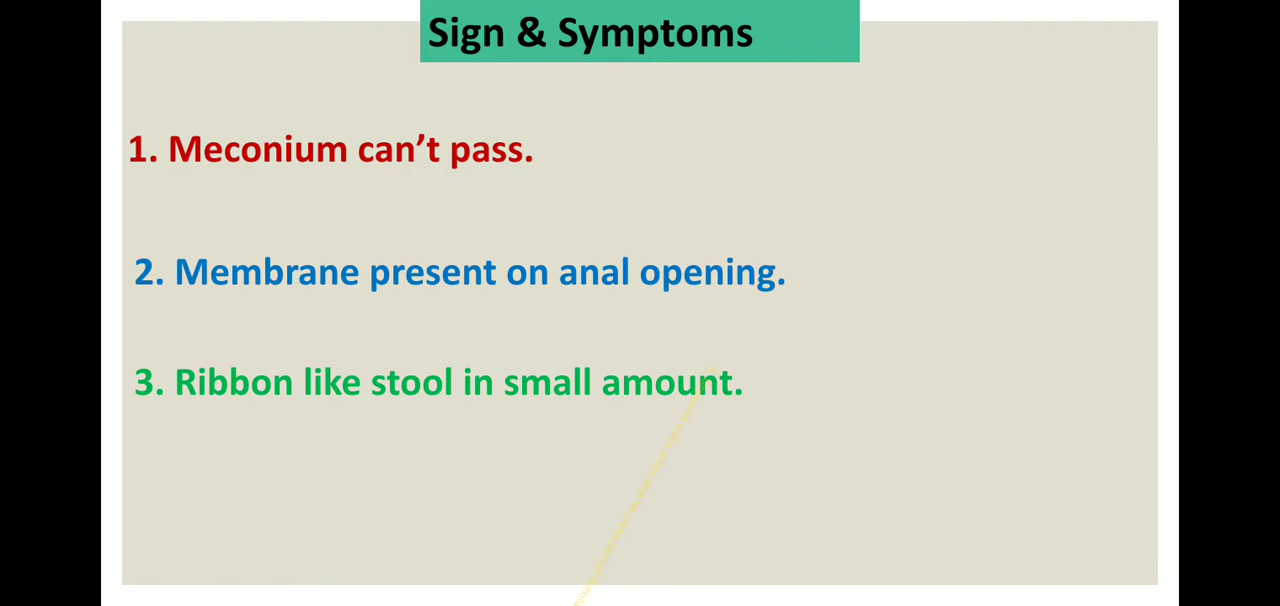 Sign & Symptoms
1. Meconium can’t pass.
2. Membrane present on anal opening.
3. Ribbon like stool in small amount.